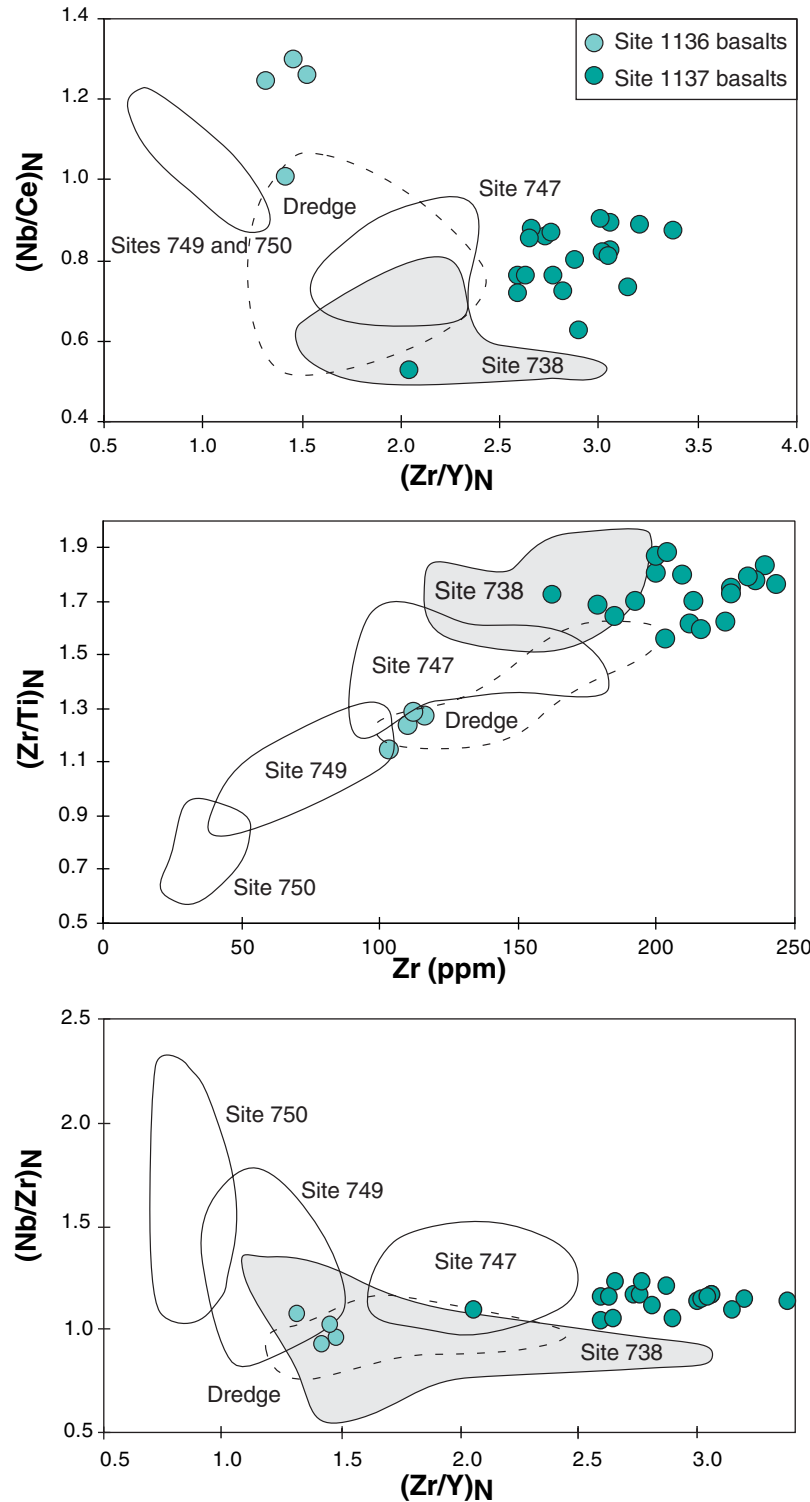 1.4
Site 1136 basalts
Site 1137 basalts
1.2
1.0
Dredge
Site 747
Sites 749 and 750
0.8
0.6
Site 738
0.4
0.5 1.0 1.5 2.0 2.5 3.0 3.5 4.0
(Nb/Ce)N
(Zr/Y)N
1.9
1.7
Site 738
1.5
Site 747
1.3
Dredge
1.1
Site 749
0.9
0.7
Site 750
0.5
0 50 100 150 200 250
(Zr/Ti)N
Zr (ppm)
2.5
2.0
Site 750
Site 749
1.5
Site 747
1.0
Site 738
Dredge
0.5
0.5 1.0 1.5 2.0 2.5 3.0
(Nb/Zr)N
(Zr/Y)N